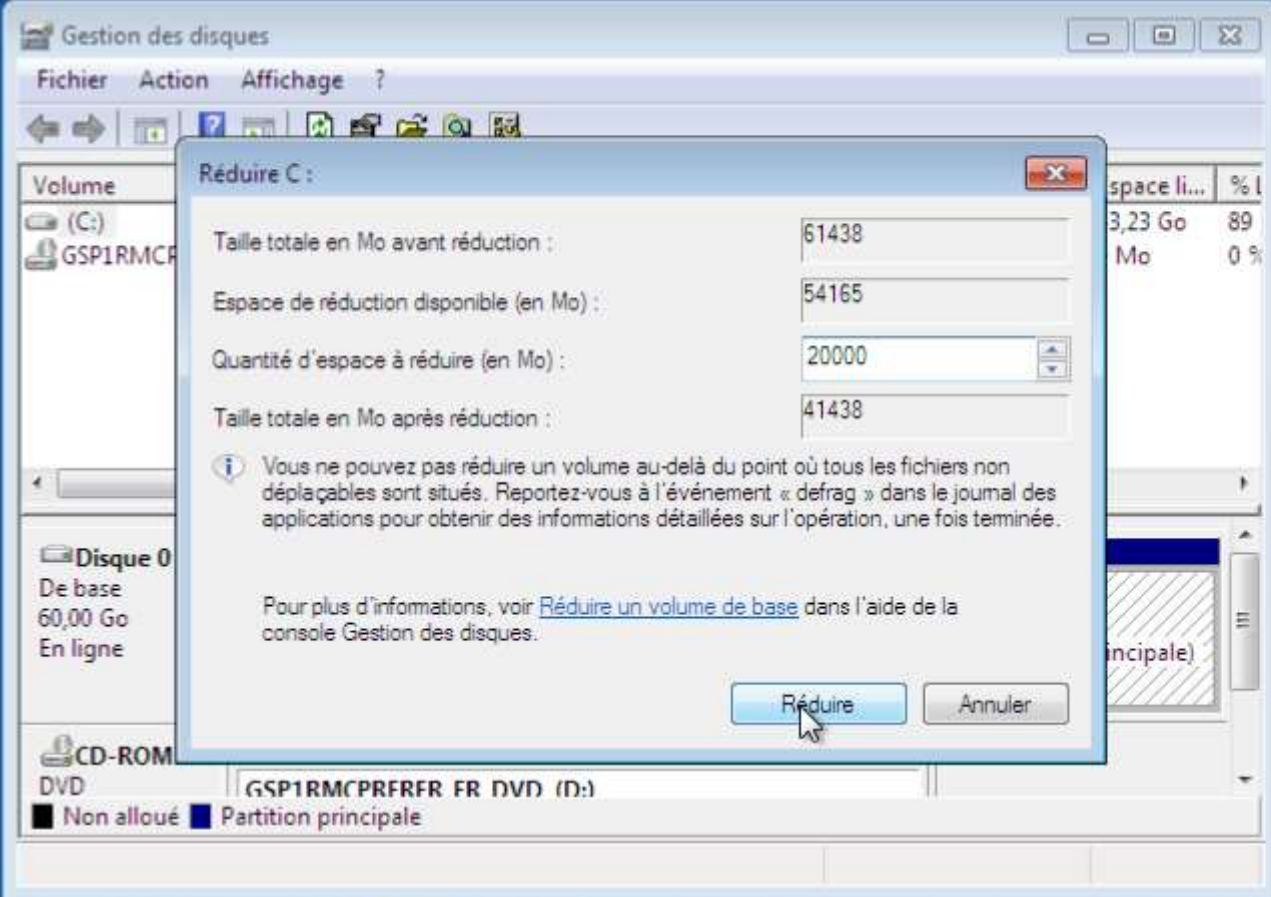 Gestion des disques
Fichier Action Affichage ?
Réduire C :
Volume
space li... % L
(C:)
3,23 Go 89
GSP1RMCP
Mo 0 %
Taille totale en Mo avant réduction : 61438
Espace de réduction disponible (en Mo) : 54165
Quantité d'espace à réduire (en Mo) : 20000
Taille totale en Mo après réduction : 41438
Vous ne pouvez pas réduire un volume au-delà du point où tous les fichiers non
déplaçables sont situés. Reportez-vous à l'événement « defrag » dans le journal des
applications pour obtenir des informations détaillées sur l'opération, une fois terminée.
Pour plus d'informations, voir Réduire un volume de base dans l'aide de la
console Gestion des disques.
Réduire Annuler
Disque 0
De base
60,00 Go
En ligne
incipale)
CD-ROM
DVD
GSP1RMCPRFRER_FR_DVD (D:)
Non alloué Partition principale